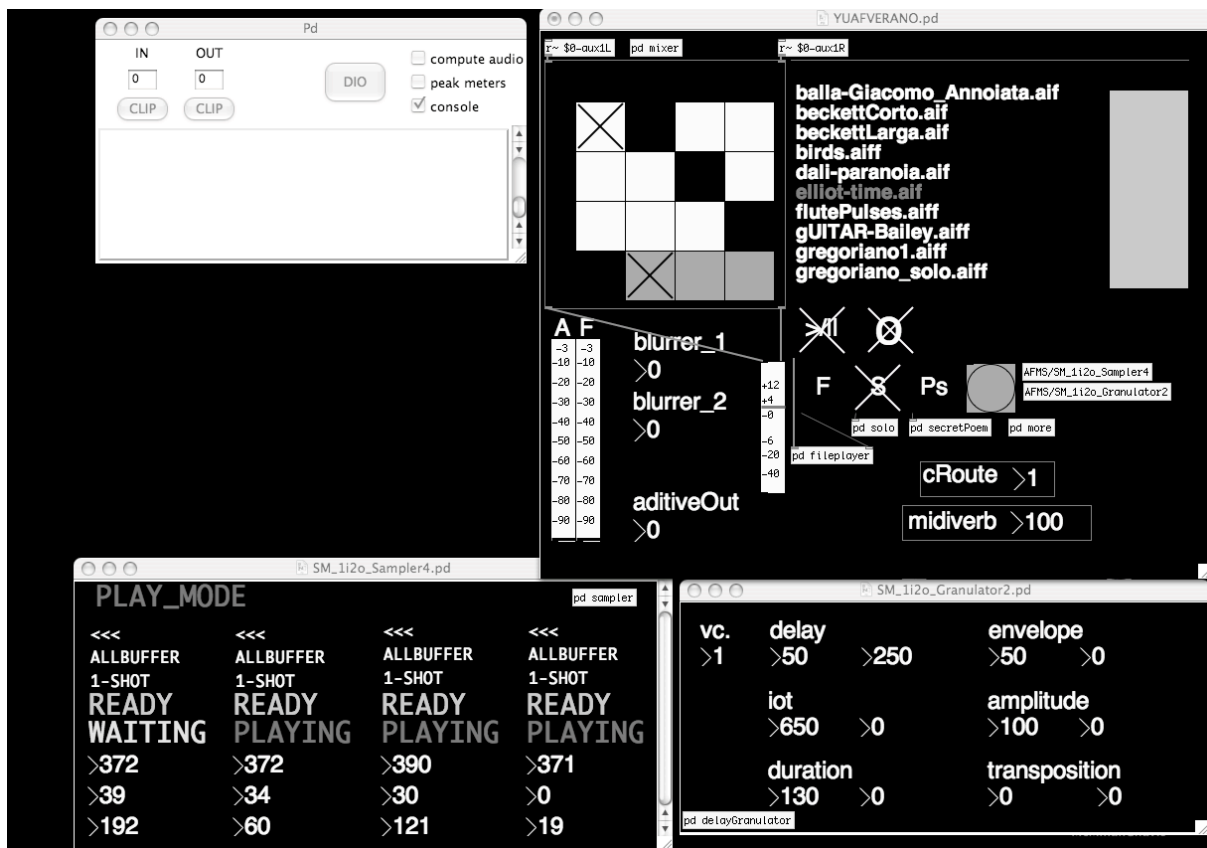 Pd
IN OUT
0 0
CLIP CLIP
DIO
compute audio
peak meters
console
YUAFVERANO.pd
r~ $0-aux1L pd mixer r~ $0-aux1R
balla-Giacomo_Annoiata.aif
beckettCorto.aif
beckettLarga.aif
birds.aiff
dali-paranoia.aif
elliot-time.aif
flutePulses.aiff
gUITAR-Bailey.aiff
gregoriano1.aiff
gregoriano_solo.aiff
A F
-3 -3
-10 -10
-20 -20
-30 -30
-40 -40
-50 -50
-60 -60
-70 -70
-80 -80
-90 -90
blurrer_1
>0
blurrer_2
>0
aditiveOut
>0
+12
+4
-0
-6
-20
-40
O
F S Ps
AFMS/SM_1i2o_Sampler4
AFMS/SM_1i2o_Granulator2
pd solo pd secretPoem pd more
pd fileplayer
cRoute >1
midiverb >100
SM_1i2o_Sampler4.pd
PLAY_MODE pd sampler
<<< <<< <<< <<<
ALLBUFFER ALLBUFFER ALLBUFFER ALLBUFFER
1-SHOT 1-SHOT 1-SHOT 1-SHOT
READY READY READY READY
WAITING PLAYING PLAYING PLAYING
>372 >372 >390 >371
>39 >34 >30 >0
>192 >60 >121 >19
SM_1i2o_Granulator2.pd
vc. delay envelope
>1 >50 >250 >50 >0
iot amplitude
>650 >0 >100 >0
duration transposition
>130 >0 >0 >0
pd delayGranulator